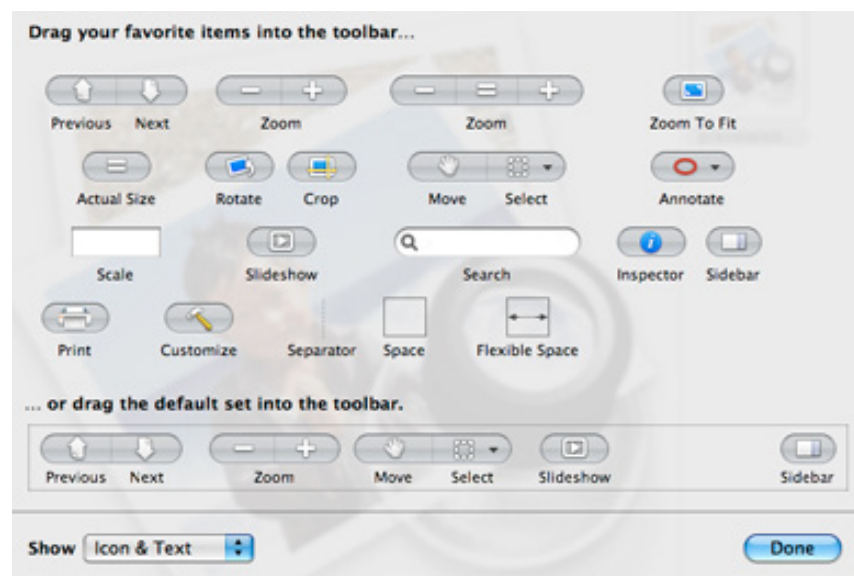 Drag your favorite items into the toolbar...
Previous Next Zoom Zoom Zoom To Fit
Actual Size Rotate Crop Move Select Annotate
Scale Slideshow Search Inspector Sidebar
Print Customize Separator Space Flexible Space
... or drag the default set into the toolbar.
Previous Next Zoom Move Select Slideshow Sidebar
Show Icon & Text Done